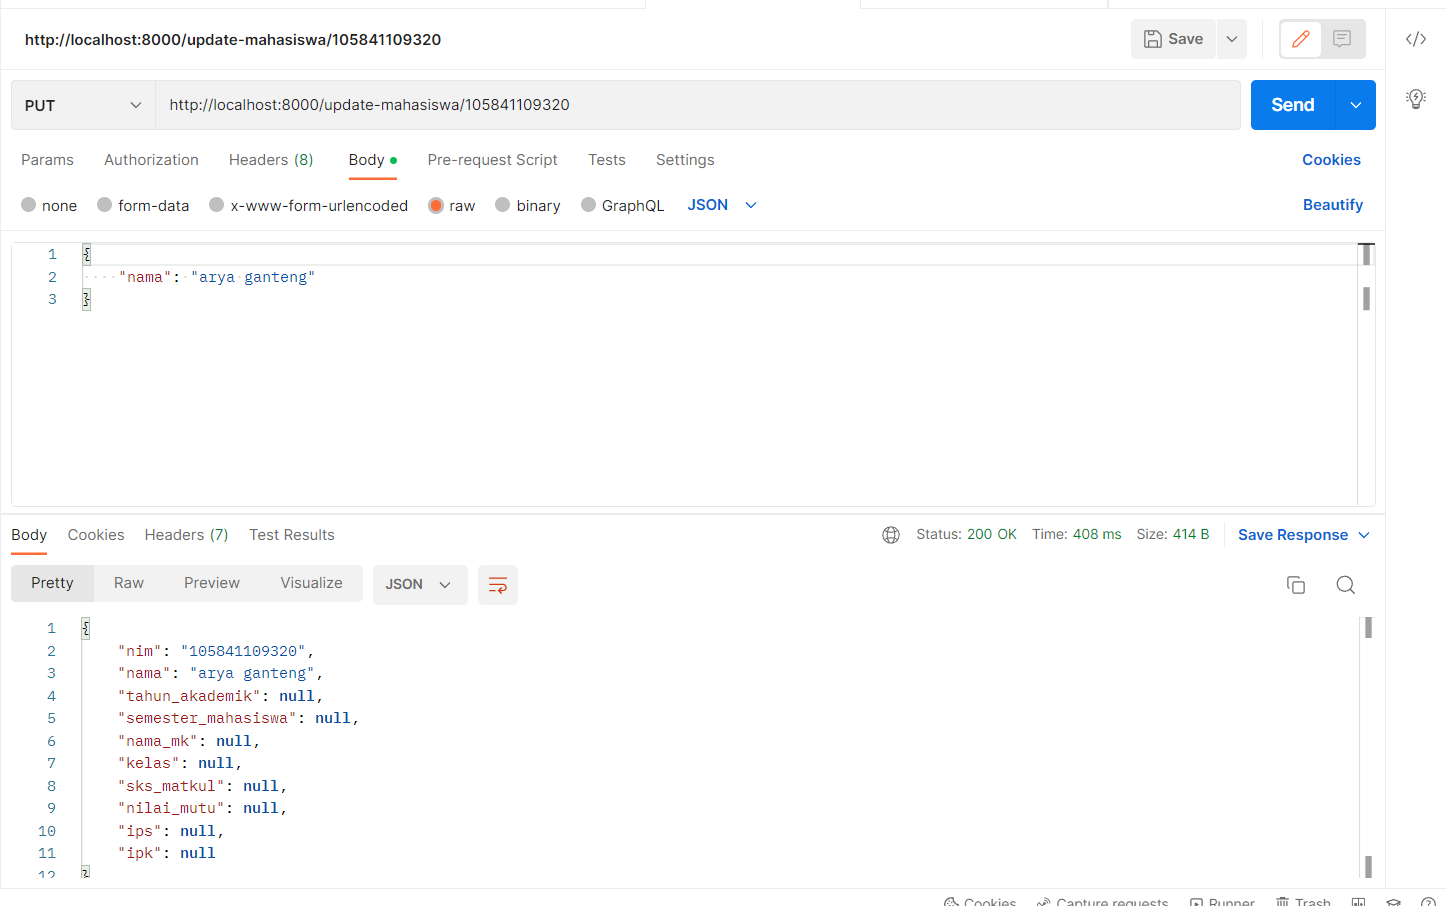 http://localhost:8000/update-mahasiswa/105841109320
Save
PUT
http://localhost:8000/update-mahasiswa/105841109320
Send
Params Authorization Headers (8) Body Pre-request Script Tests Settings Cookies
none form-data x-www-form-urlencoded raw binary GraphQL JSON Beautify
1 {
2 "nama": "arya ganteng"
3 }
Body Cookies Headers (7) Test Results Status: 200 OK Time: 408 ms Size: 414 B Save Response
Pretty Raw Preview Visualize JSON
1 {
2 "nim": "105841109320",
3 "nama": "arya ganteng",
4 "tahun_akademik": null,
5 "semester_mahasiswa": null,
6 "nama_mk": null,
7 "kelas": null,
8 "sks_matkul": null,
9 "nilai_mutu": null,
10 "ips": null,
11 "ipk": null
12 }
Cookies Capture requests Runner Trash